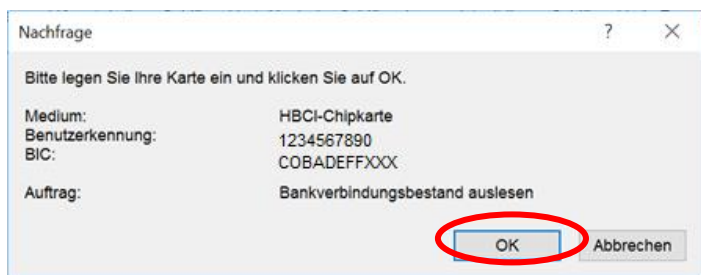 Nachfrage ? ×
Bitte legen Sie Ihre Karte ein und klicken Sie auf OK.
Medium: HBCI-Chipkarte
Benutzerkennung: 1234567890
BIC: COBADEFFXXX
Auftrag: Bankverbindungsbestand auslesen
OK Abbrechen